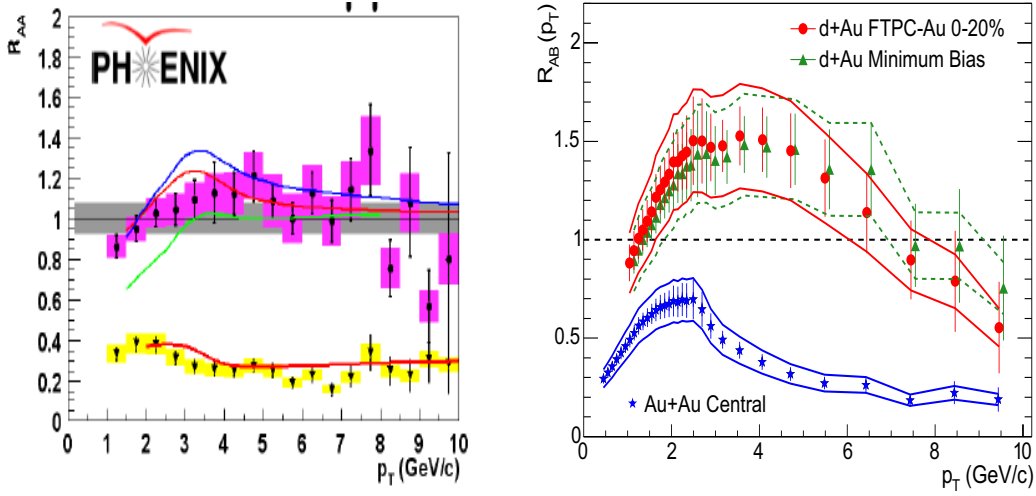 R_AA
PHENIX
2
1.8
1.6
1.4
1.2
1
0.8
0.6
0.4
0.2
0
0 1 2 3 4 5 6 7 8 9 10
p_T (GeV/c)
R_AB(p_T)
d+Au FTPC-Au 0-20%
d+Au Minimum Bias
2
1.5
1
0.5
0
Au+Au Central
0 2 4 6 8 10
p_T (GeV/c)